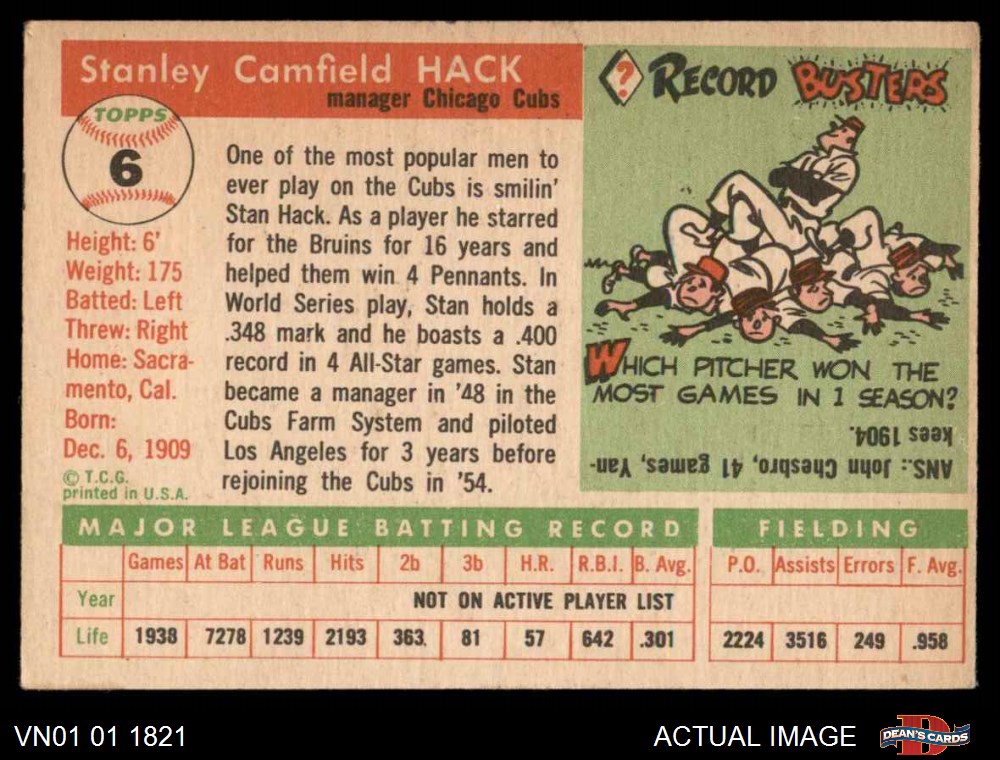 Stanley Camfield HACK
manager Chicago Cubs
TOPPS
6
Height: 6'
Weight: 175
Batted: Left
Threw: Right
Home: Sacra-
mento, Cal.
Born:
Dec. 6, 1909
© T.C.G.
printed in U.S.A.
One of the most popular men to
ever play on the Cubs is smilin'
Stan Hack. As a player he starred
for the Bruins for 16 years and
helped them win 4 Pennants. In
World Series play, Stan holds a
.348 mark and he boasts a .400
record in 4 All-Star games. Stan
became a manager in '48 in the
Cubs Farm System and piloted
Los Angeles for 3 years before
rejoining the Cubs in '54.
? RECORD BUSTERS
WHICH PITCHER WON THE
MOST GAMES IN 1 SEASON?
ANS.: John Chesbro, 41 games, Yan-
kees 1904.
MAJOR LEAGUE BATTING RECORD
Games At Bat Runs Hits 2b 3b H.R. R.B.I. B. Avg.
Year NOT ON ACTIVE PLAYER LIST
Life 1938 7278 1239 2193 363. 81 57 642 .301
FIELDING
P.O. Assists Errors F. Avg.
2224 3516 249 .958
VN01 01 1821
ACTUAL IMAGE
D
DEAN'S CARDS